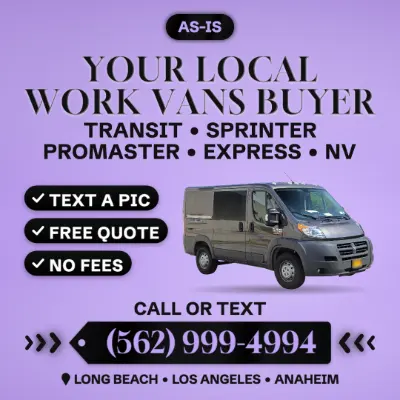 AS-IS
YOUR LOCAL
WORK VANS BUYER
TRANSIT • SPRINTER
PROMASTER • EXPRESS • NV
✓ TEXT A PIC
✓ FREE QUOTE
✓ NO FEES
CALL OR TEXT
(562) 999-4994
LONG BEACH • LOS ANGELES • ANAHEIM